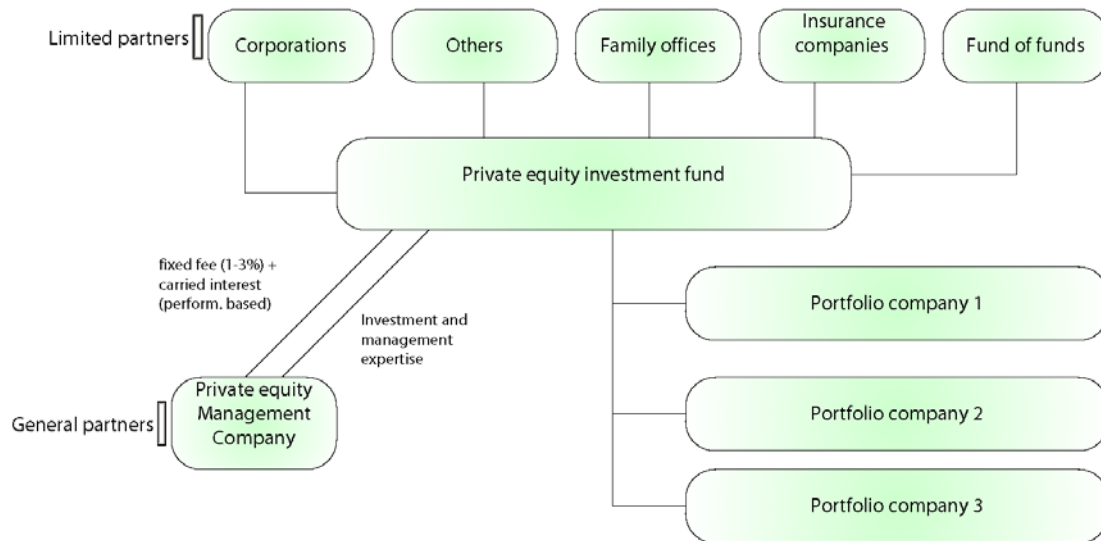 Limited partners
Corporations
Others
Family offices
Insurance
companies
Fund of funds
Private equity investment fund
fixed fee (1-3%) +
carried interest
(perform. based)
Investment and
management
expertise
Portfolio company 1
General partners
Private equity
Management
Company
Portfolio company 2
Portfolio company 3